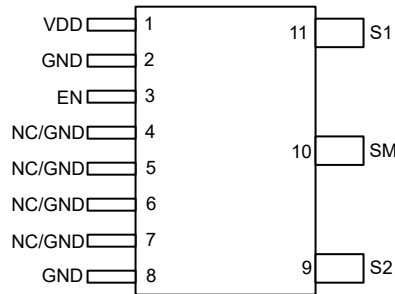 VDD 1 11 S1
GND 2
EN 3
NC/GND 4
NC/GND 5 10 SM
NC/GND 6
NC/GND 7
GND 8 9 S2